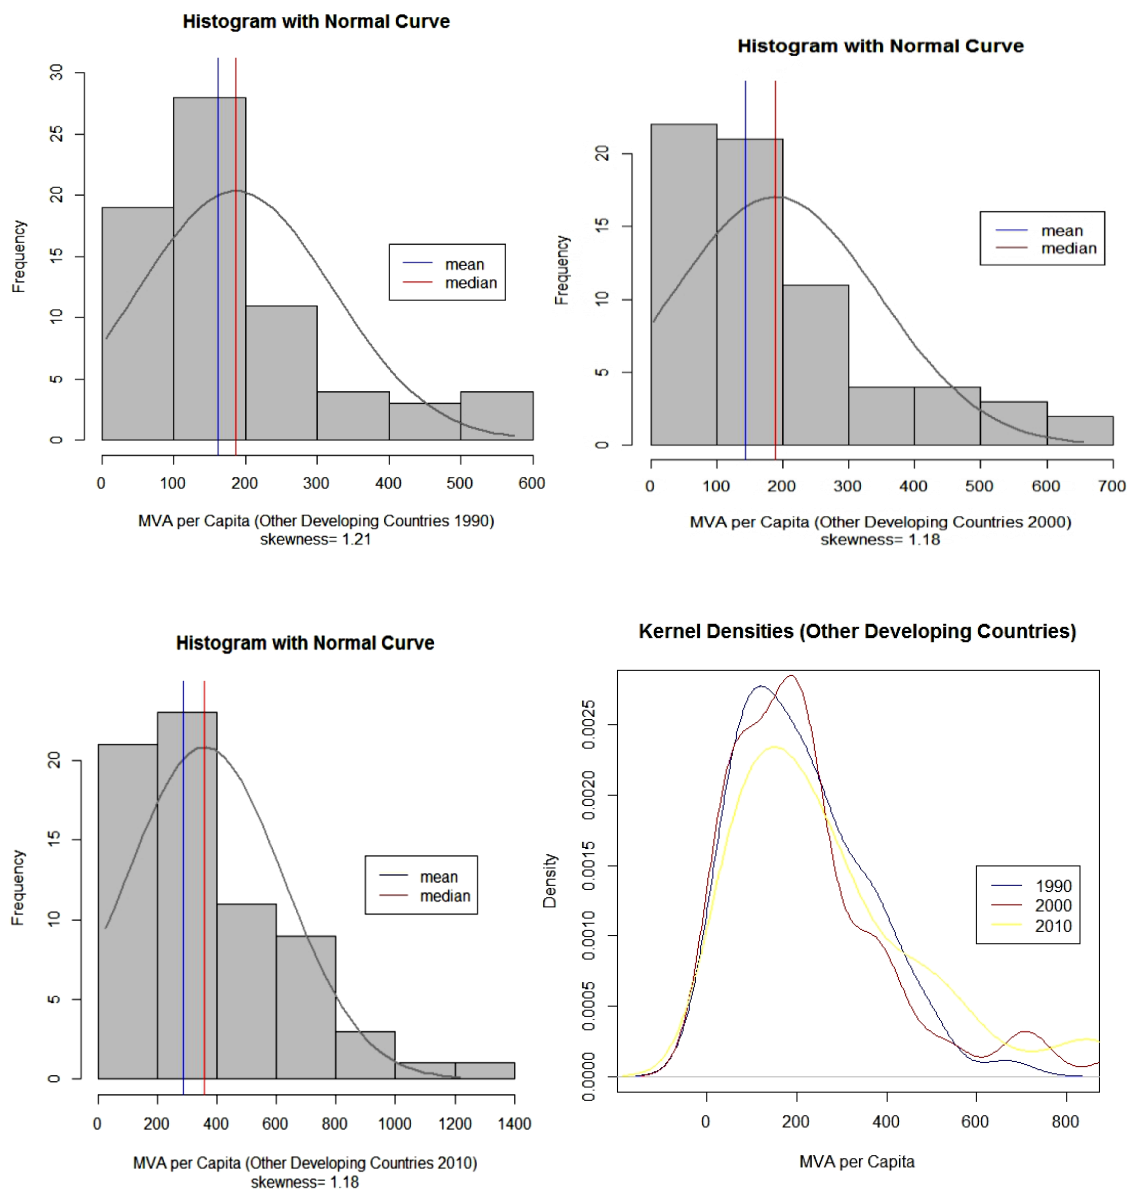 Histogram with Normal Curve
30
25
20
15
10
5
0
Frequency
mean
median
0 100 200 300 400 500 600
MVA per Capita (Other Developing Countries 1990)
skewness= 1.21
Histogram with Normal Curve
20
15
10
5
0
Frequency
mean
median
0 100 200 300 400 500 600 700
MVA per Capita (Other Developing Countries 2000)
skewness= 1.18
Histogram with Normal Curve
20
15
10
5
0
Frequency
mean
median
0 200 400 600 800 1000 1200 1400
MVA per Capita (Other Developing Countries 2010)
skewness= 1.18
Kernel Densities (Other Developing Countries)
0.0025
0.0020
0.0015
0.0010
0.0005
0.0000
Density
1990
2000
2010
0 200 400 600 800
MVA per Capita